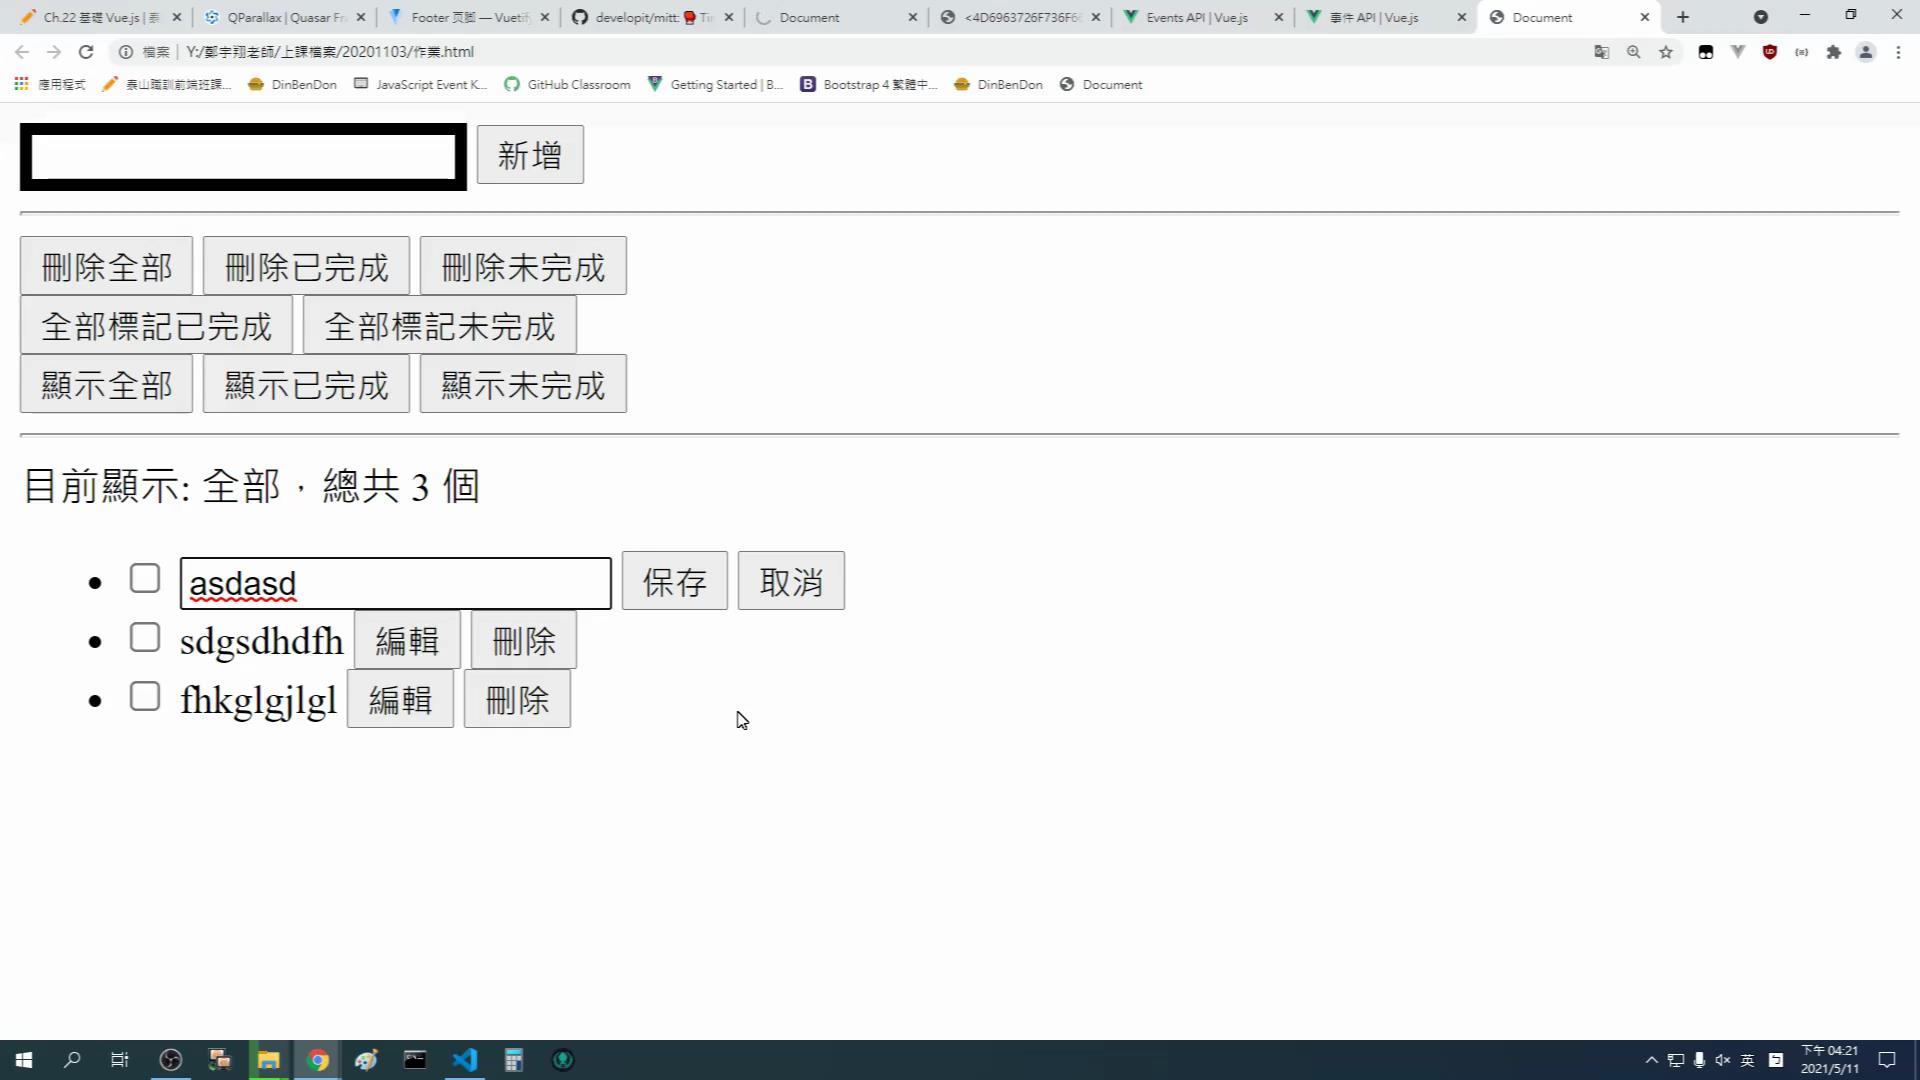 Ch.22 基礎 Vue.js | 泰
QParallax | Quasar Fr
Footer 页脚 — Vuetify
developit/mitt: 🥊 Ti
Document
<4D6963726F736F66
Events API | Vue.js
事件 API | Vue.js
Document
檔案 | Y:/鄭宇翔老師/上課檔案/20201103/作業.html
應用程式
泰山職訓前端班課...
DinBenDon
JavaScript Event K...
GitHub Classroom
Getting Started | B...
Bootstrap 4 繁體中...
DinBenDon
Document
新增
刪除全部 刪除已完成 刪除未完成
全部標記已完成 全部標記未完成
顯示全部 顯示已完成 顯示未完成
目前顯示: 全部，總共 3 個
asdasd 保存 取消
sdgsdhdfh 編輯 刪除
fhkglgjlgl 編輯 刪除
英
下午 04:21
2021/5/11